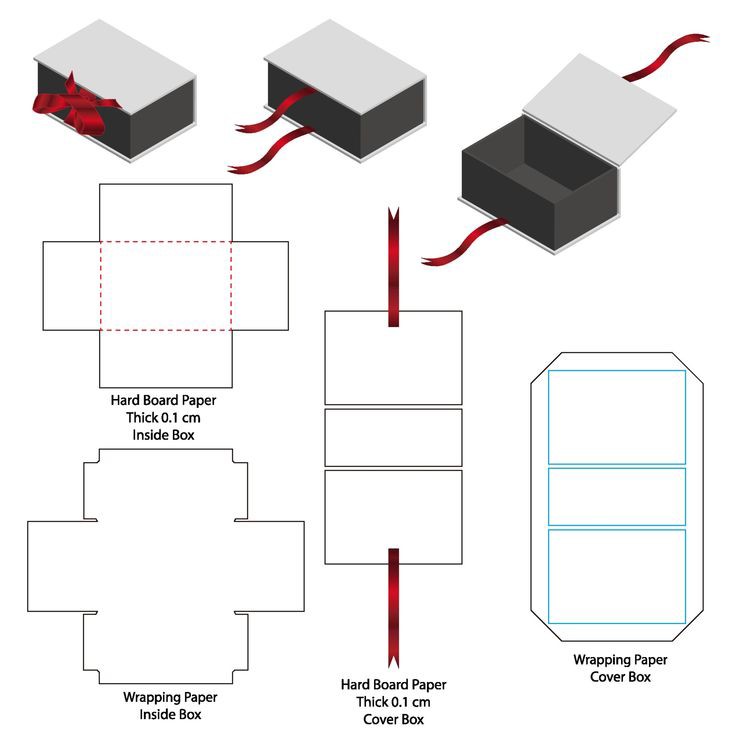 Hard Board Paper
Thick 0.1 cm
Inside Box
Wrapping Paper
Inside Box
Hard Board Paper
Thick 0.1 cm
Cover Box
Wrapping Paper
Cover Box